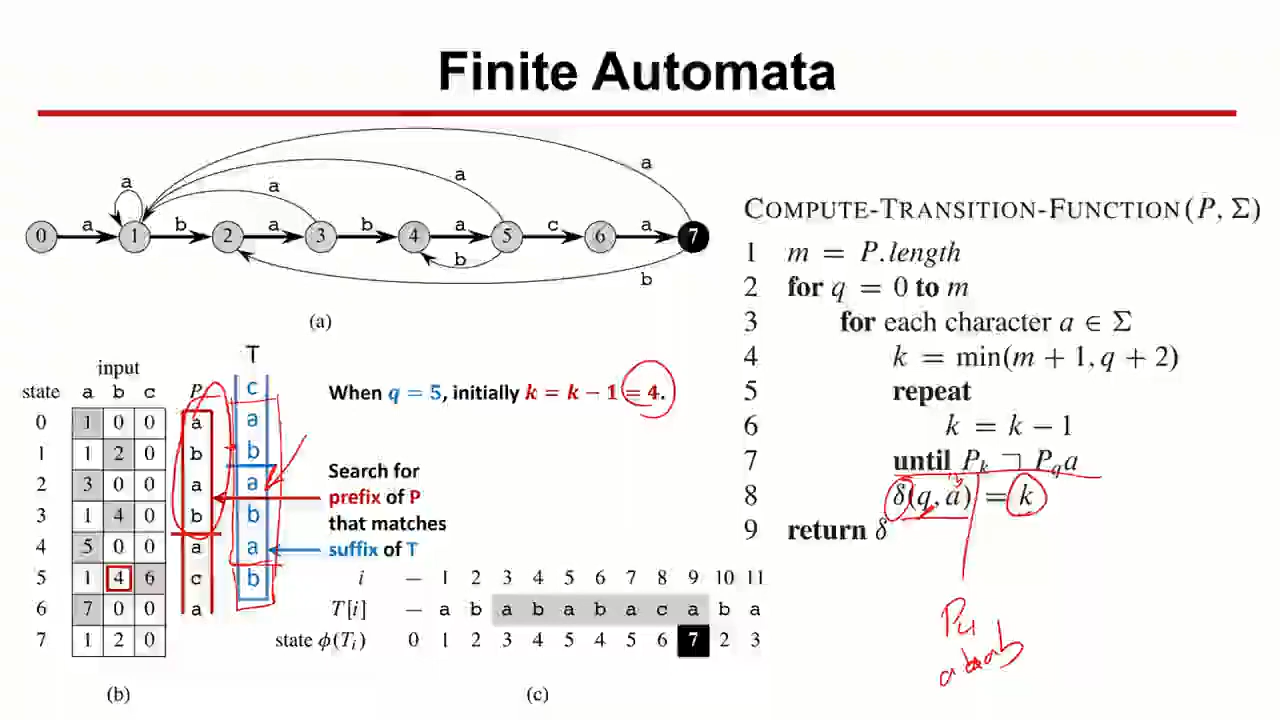 Finite Automata
a a a a
0 a 1 b 2 a 3 b 4 a 5 c 6 a 7
b b
(a)
COMPUTE-TRANSITION-FUNCTION(P, Σ)
1 m = P.length
2 for q = 0 to m
3 for each character a ∈ Σ
4 k = min(m + 1, q + 2)
5 repeat
6 k = k − 1
7 until P_k ⊐ P_q a
8 δ(q, a) = k
9 return δ
input
state a b c P T
c
0 1 0 0 a a
1 1 2 0 b b
2 3 0 0 a a
3 1 4 0 b b
4 5 0 0 a a
5 1 4 6 c b
6 7 0 0 a
7 1 2 0
(b)
When q = 5, initially k = k − 1 = 4.
Search for
prefix of P
that matches
suffix of T
i — 1 2 3 4 5 6 7 8 9 10 11
T[i] — a b a b a b a c a b a
state ϕ(T_i) 0 1 2 3 4 5 4 5 6 7 2 3
(c)
b
P4